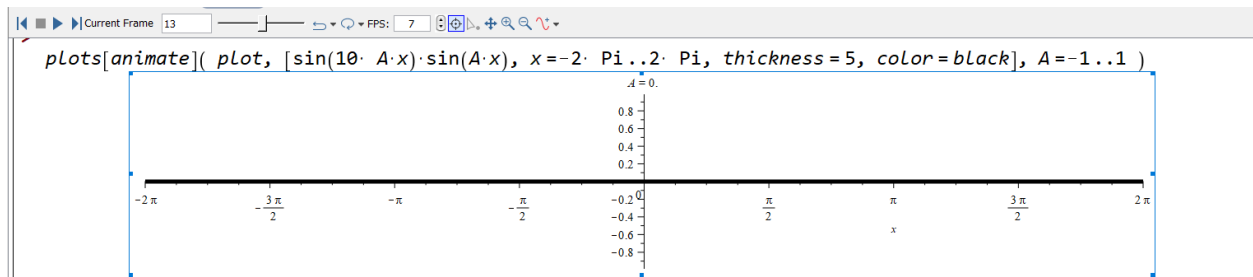 Current Frame 13 FPS: 7
plots[animate]( plot, [sin(10· A·x)·sin(A·x), x=-2· Pi..2· Pi, thickness=5, color=black], A=-1..1 )
A = 0.
0.8
0.6
0.4
0.2
-2 π
-3 π/2
-π
-π/2
0
π/2
π
3 π/2
2 π
-0.2
-0.4
-0.6
-0.8
x